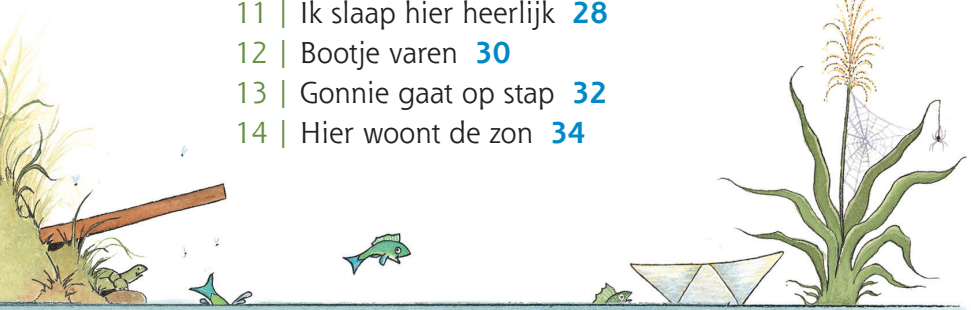 11 | Ik slaap hier heerlijk 28
12 | Bootje varen 30
13 | Gonnie gaat op stap 32
14 | Hier woont de zon 34